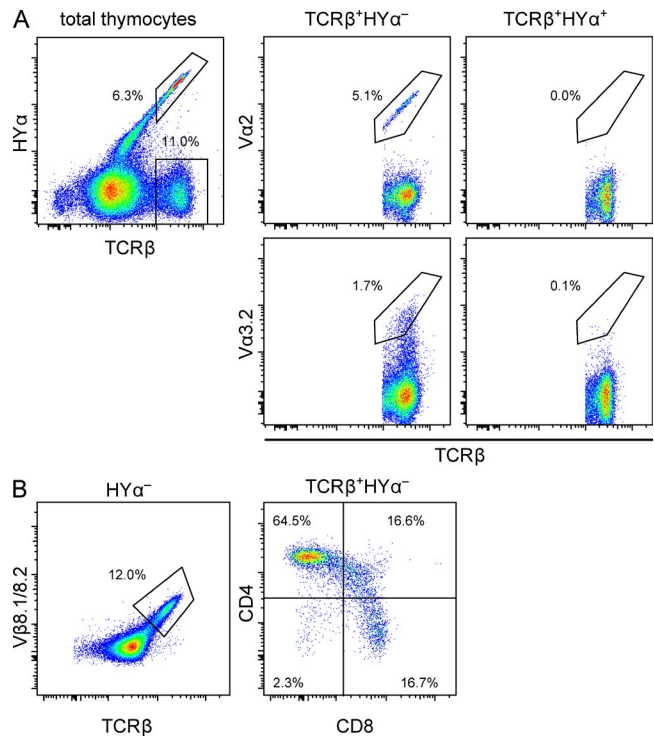 A
total thymocytes
TCRβ⁺HYα⁻
TCRβ⁺HYα⁺
HYα
6.3%
11.0%
TCRβ
Vα2
5.1%
0.0%
Vα3.2
1.7%
0.1%
TCRβ
B
HYα⁻
TCRβ⁺HYα⁻
Vβ8.1/8.2
12.0%
TCRβ
CD4
64.5%
16.6%
2.3%
16.7%
CD8